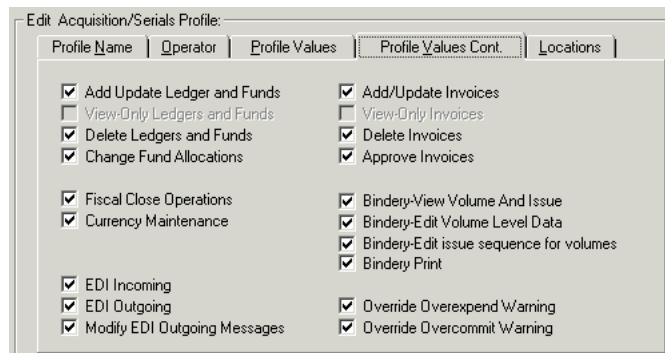 Edit Acquisition/Serials Profile:
Profile Name Operator Profile Values Profile Values Cont. Locations
Add Update Ledger and Funds
View-Only Ledgers and Funds
Delete Ledgers and Funds
Change Fund Allocations
Fiscal Close Operations
Currency Maintenance
EDI Incoming
EDI Outgoing
Modify EDI Outgoing Messages
Add/Update Invoices
View-Only Invoices
Delete Invoices
Approve Invoices
Bindery-View Volume And Issue
Bindery-Edit Volume Level Data
Bindery-Edit issue sequence for volumes
Bindery Print
Override Overexpend Warning
Override Overcommit Warning